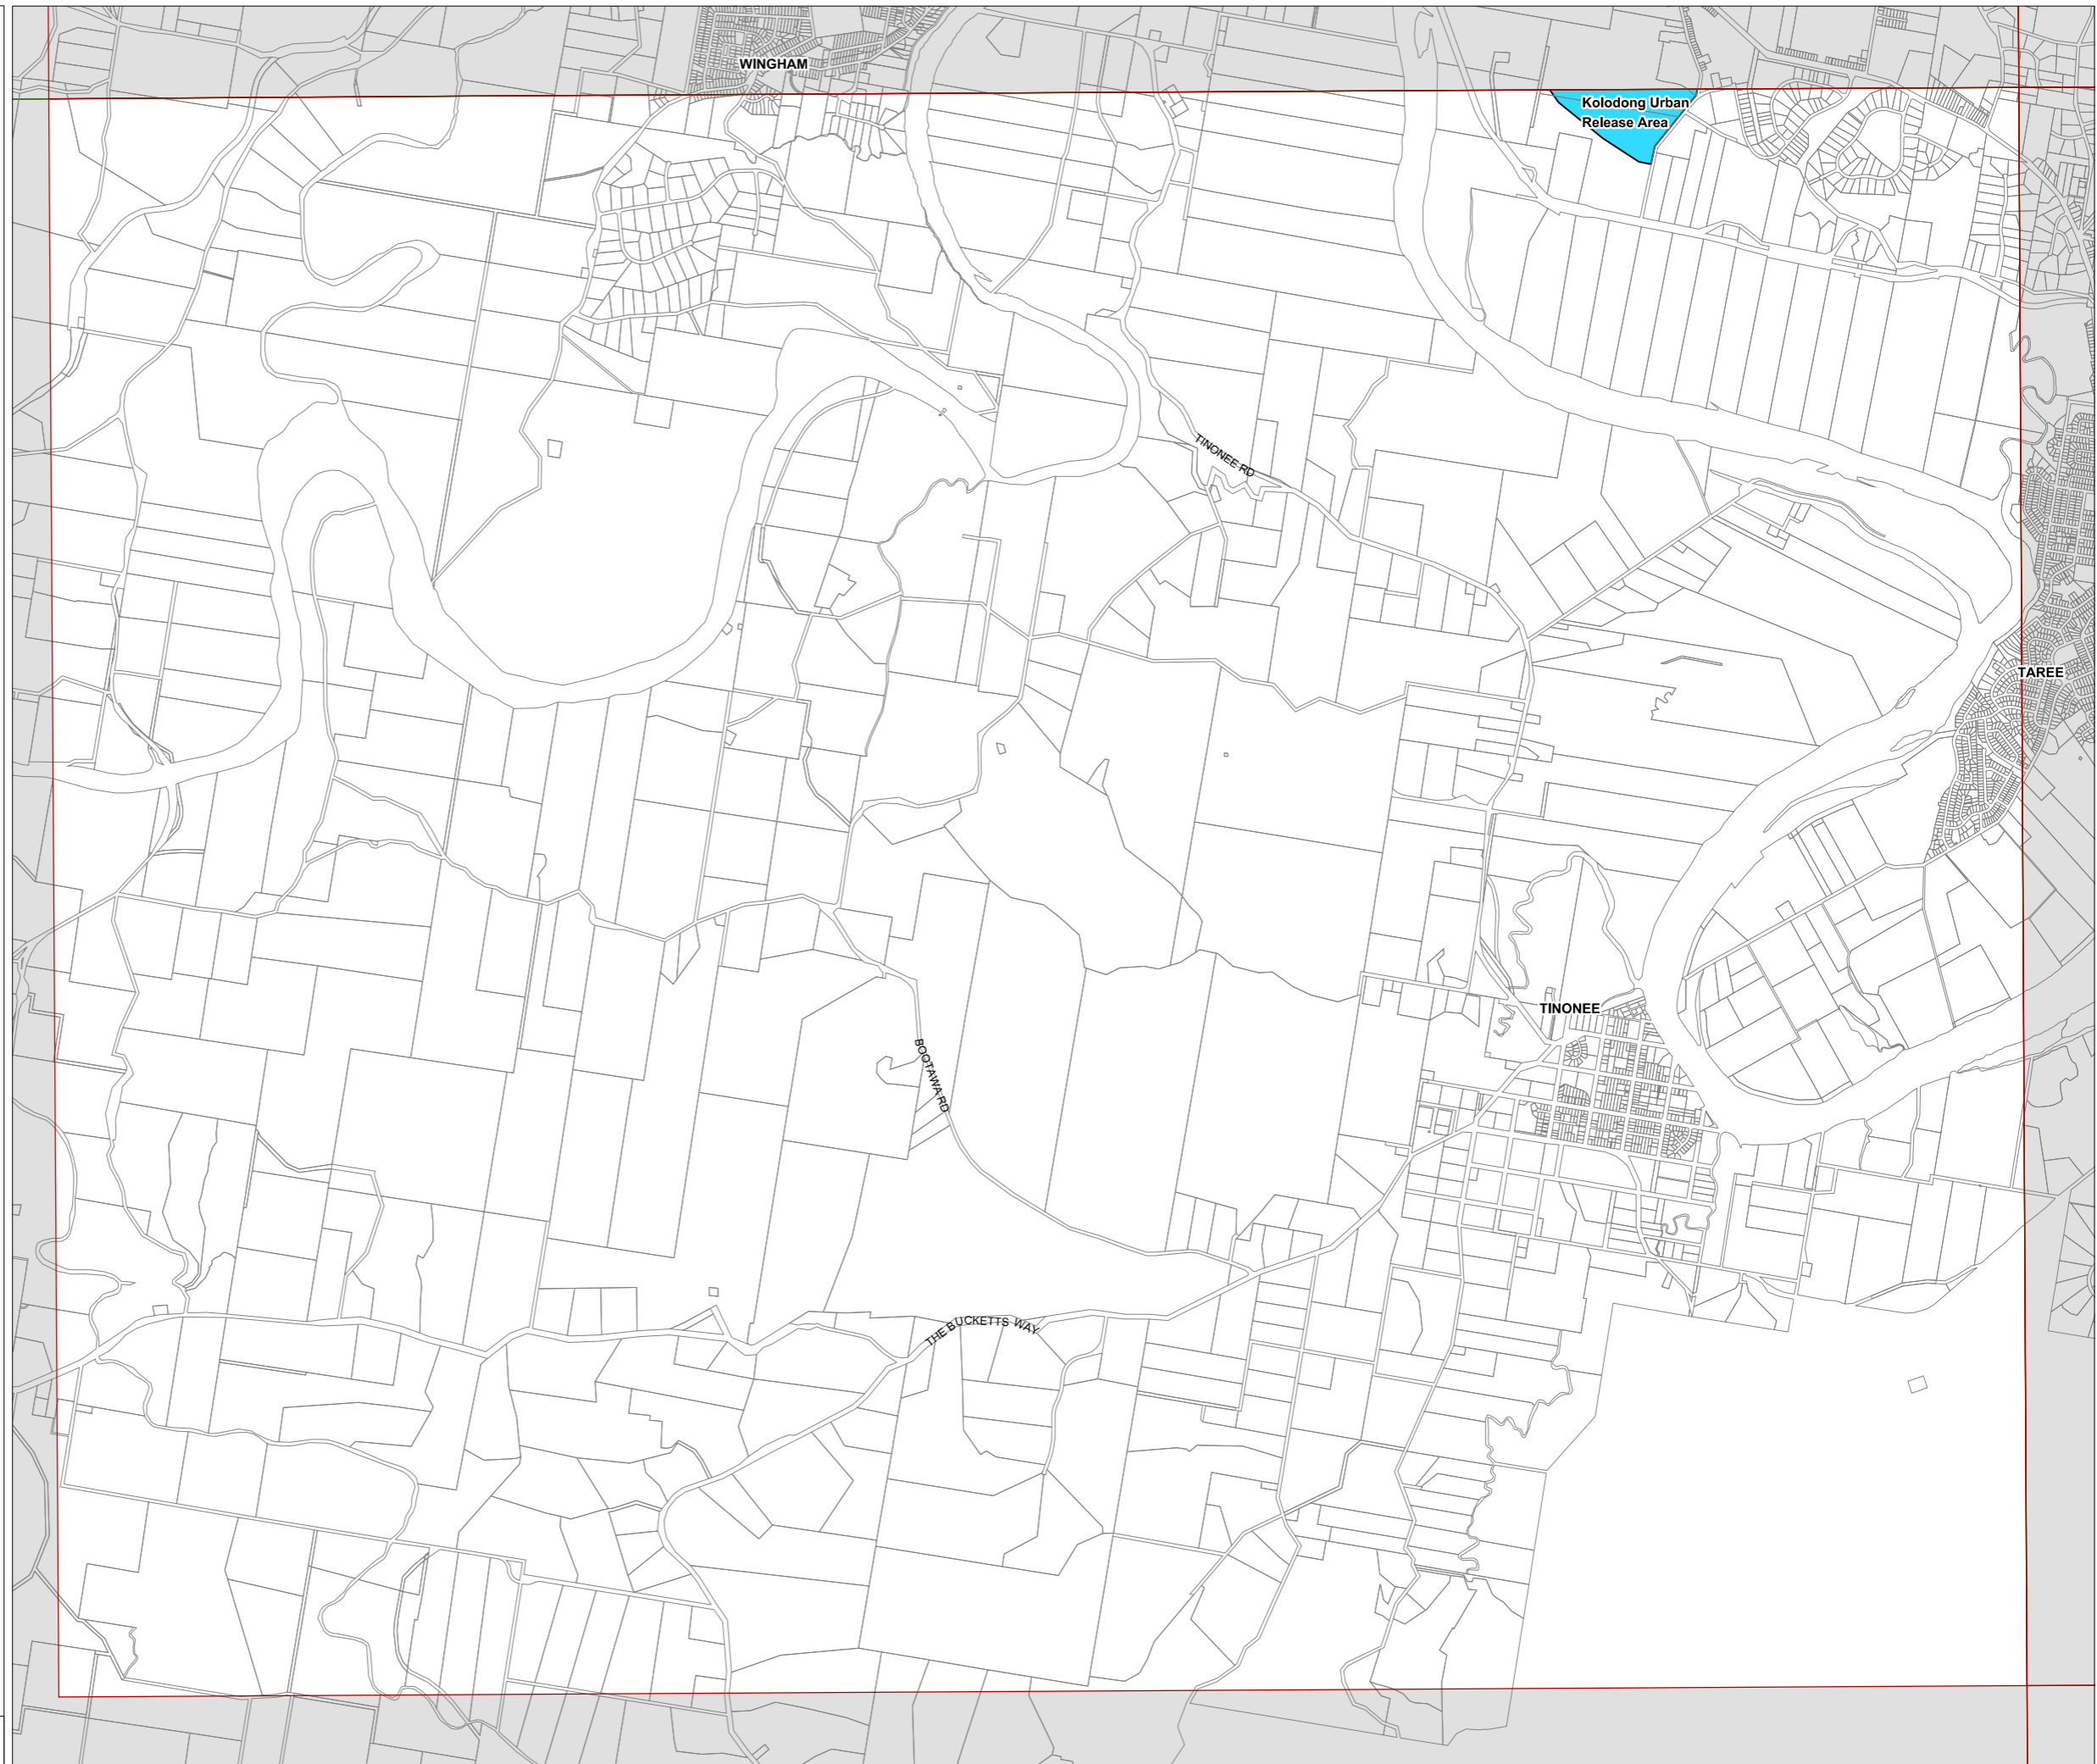 WINGHAM
Kolodong Urban
Release Area
TINONEE RD
TAREE
TINONEE
BOOTAWA RD
THE BUCKETTS WAY